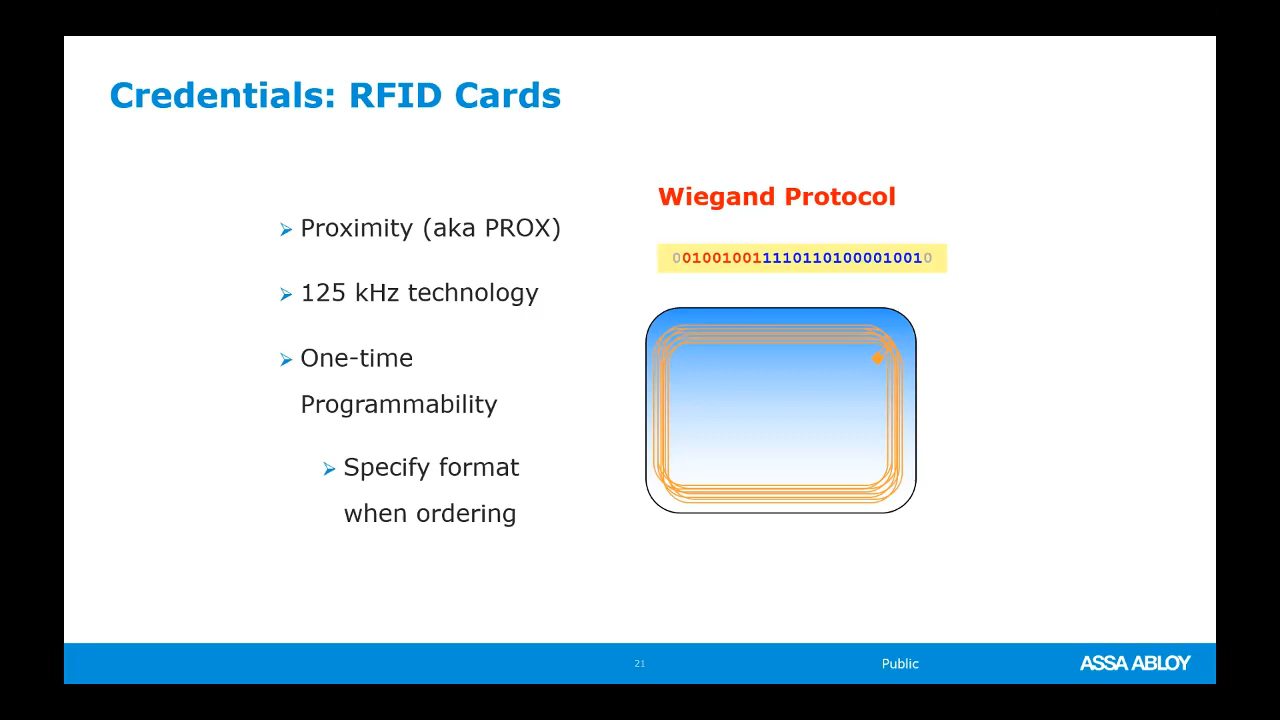 Credentials: RFID Cards
Proximity (aka PROX)
125 kHz technology
One-time
Programmability
Specify format
when ordering
Wiegand Protocol
00100100111101101000010010
21
Public
ASSA ABLOY